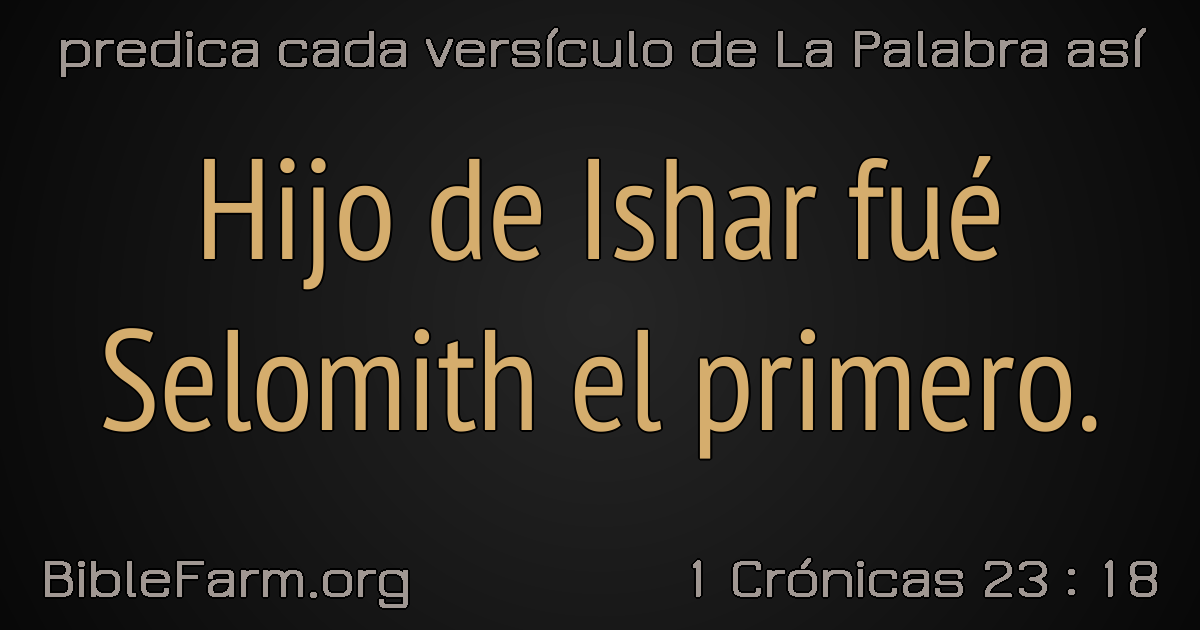 predica cada versículo de La Palabra así
Hijo de Ishar fué
Selomith el primero.
BibleFarm.org
1 Crónicas 23 : 18